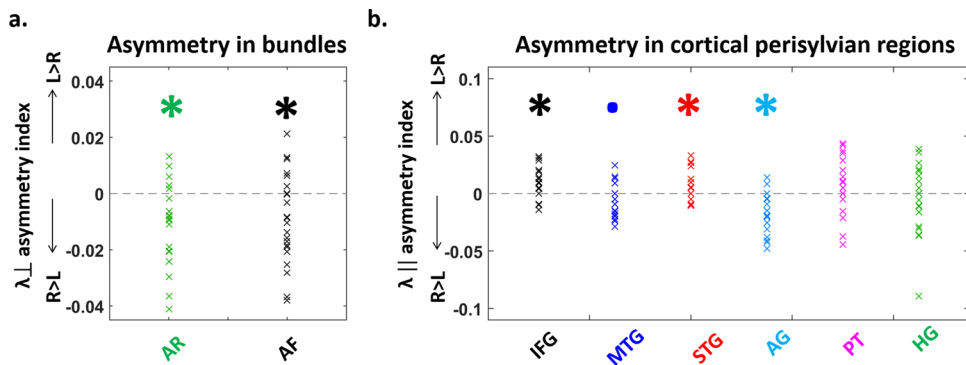 a.
Asymmetry in bundles
λ⊥ asymmetry index
R>L
L>R
0.04
0.02
0
-0.02
-0.04
*
*
AR
AF
b.
Asymmetry in cortical perisylvian regions
λ || asymmetry index
R>L
L>R
0.1
0.05
0
-0.05
-0.1
*
*
*
IFG
MTG
STG
AG
PT
HG